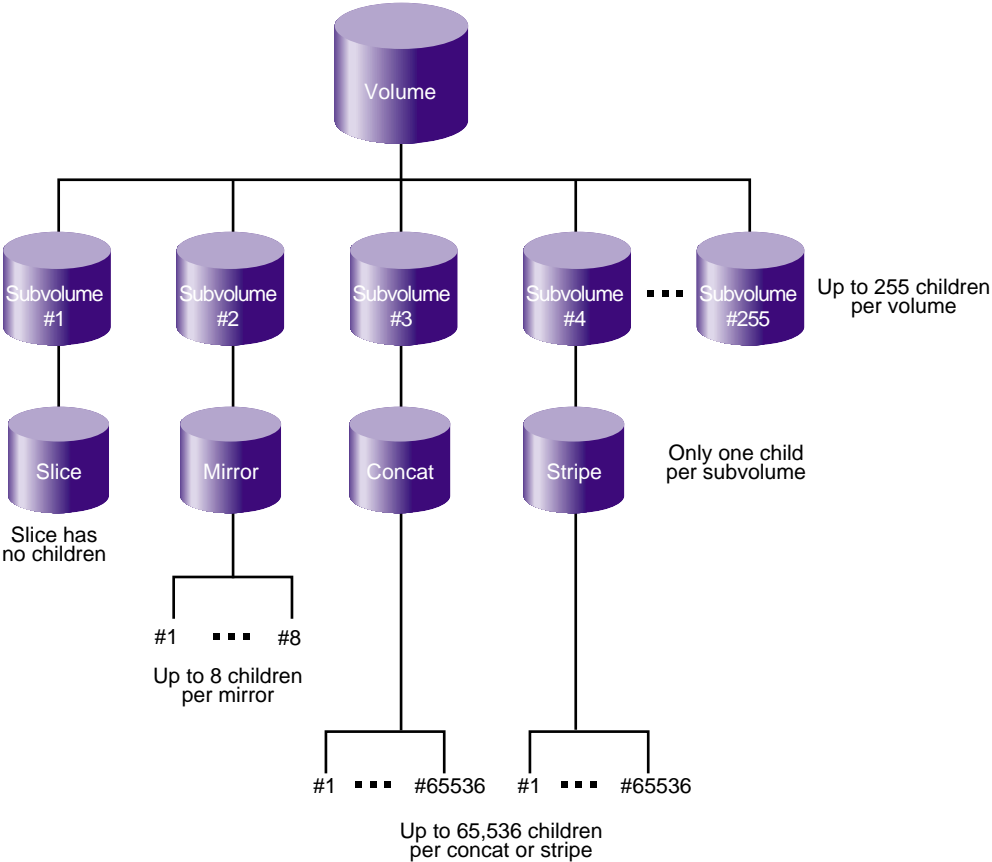 Volume
Subvolume
#1
Subvolume
#2
Subvolume
#3
Subvolume
#4
Subvolume
#255
Up to 255 children
per volume
Slice
Mirror
Concat
Stripe
Only one child
per subvolume
Slice has
no children
#1
#8
Up to 8 children
per mirror
#1
#65536
#1
#65536
Up to 65,536 children
per concat or stripe